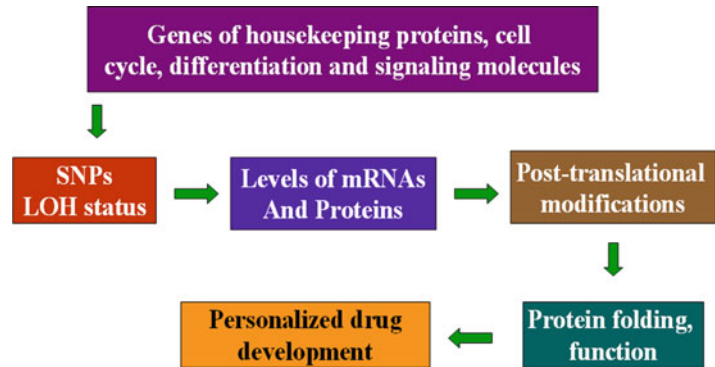 Genes of housekeeping proteins, cell
cycle, differentiation and signaling molecules
SNPs
LOH status
Levels of mRNAs
And Proteins
Post-translational
modifications
Protein folding,
function
Personalized drug
development